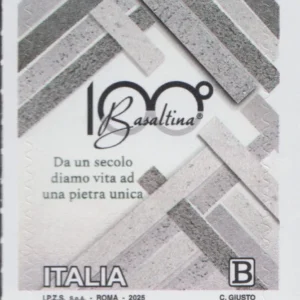 100°
Basaltina®
Da un secolo
diamo vita ad
una pietra unica
ITALIA B
I.P.Z.S. S.p.A. - ROMA - 2025 C. GIUSTO